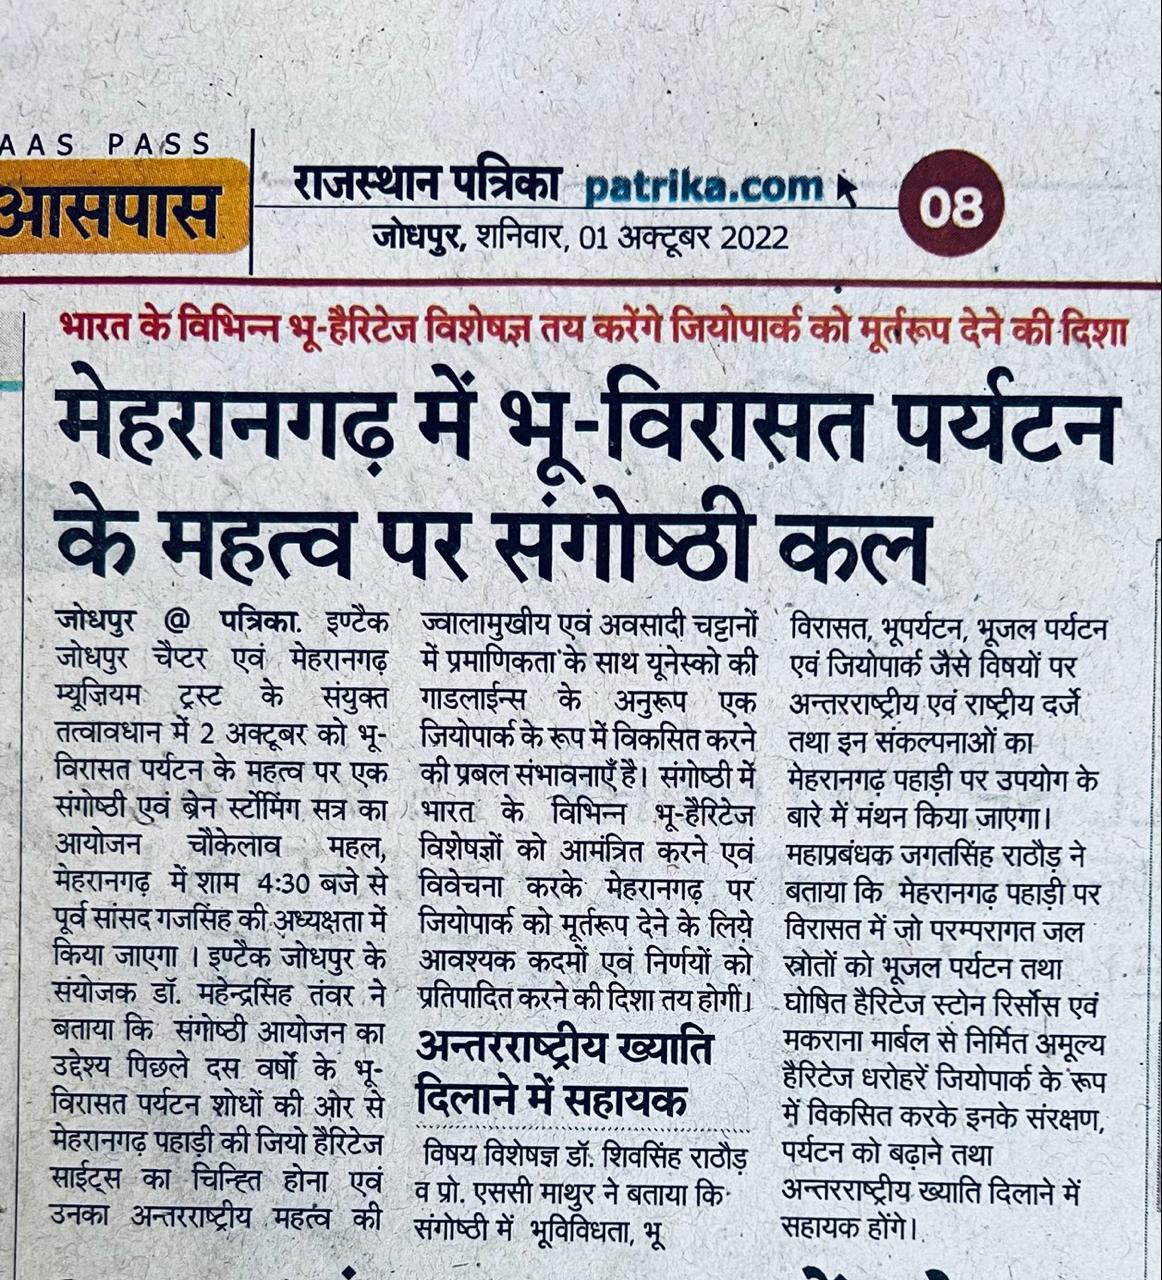 AAS PASS
आसपास
राजस्थान पत्रिका patrika.com
जोधपुर, शनिवार, 01 अक्टूबर 2022
08
भारत के विभिन्न भू-हैरिटेज विशेषज्ञ तय करेंगे जियोपार्क को मूर्तरूप देने की दिशा
मेहरानगढ़ में भू-विरासत पर्यटन
के महत्व पर संगोष्ठी कल
जोधपुर @ पत्रिका. इण्टैक
जोधपुर चैप्टर एवं मेहरानगढ़
म्यूज़ियम ट्रस्ट के संयुक्त
तत्वावधान में 2 अक्टूबर को भू-
विरासत पर्यटन के महत्व पर एक
संगोष्ठी एवं ब्रेन र्स्टोमिंग सत्र का
आयोजन चौकेलाव महल,
मेहरानगढ़ में शाम 4:30 बजे से
पूर्व सांसद गजसिंह की अध्यक्षता में
किया जाएगा । इण्टैक जोधपुर के
संयोजक डॉ. महेन्द्रसिंह तंवर ने
बताया कि संगोष्ठी आयोजन का
उद्देश्य पिछले दस वर्षों के भू-
विरासत पर्यटन शोधों की ओर से
मेहरानगढ़ पहाड़ी की जियो हैरिटेज
साईट्स का चिन्हित होना एवं
उनका अन्तरराष्ट्रीय महत्व की
ज्वालामुखीय एवं अवसादी चट्टानों
में प्रमाणिकता के साथ यूनेस्को की
गाडलाईन्स के अनुरूप एक
जियोपार्क के रूप में विकसित करने
की प्रबल संभावनाएँ है। संगोष्ठी में
भारत के विभिन्न भू-हैरिटेज
विशेषज्ञों को आमंत्रित करने एवं
विवेचना करके मेहरानगढ़ पर
जियोपार्क को मूर्तरूप देने के लिये
आवश्यक कदमों एवं निर्णयों को
प्रतिपादित करने की दिशा तय होगी।
अन्तरराष्ट्रीय ख्याति
दिलाने में सहायक
विषय विशेषज्ञ डॉ. शिवसिंह राठौड़
व प्रो. एससी माथुर ने बताया कि
संगोष्ठी में भूविविधता, भू
विरासत, भूपर्यटन, भूजल पर्यटन
एवं जियोपार्क जैसे विषयों पर
अन्तरराष्ट्रीय एवं राष्ट्रीय दर्जे
तथा इन संकल्पनाओं का
मेहरानगढ़ पहाड़ी पर उपयोग के
बारे में मंथन किया जाएगा।
महाप्रबंधक जगतसिंह राठौड़ ने
बताया कि मेहरानगढ़ पहाड़ी पर
विरासत में जो परम्परागत जल
स्रोतों को भूजल पर्यटन तथा
घोषित हैरिटेज स्टोन रिर्सोस एवं
मकराना मार्बल से निर्मित अमूल्य
हैरिटेज धरोहरें जियोपार्क के रूप
में विकसित करके इनके संरक्षण,
पर्यटन को बढ़ाने तथा
अन्तरराष्ट्रीय ख्याति दिलाने में
सहायक होंगे।